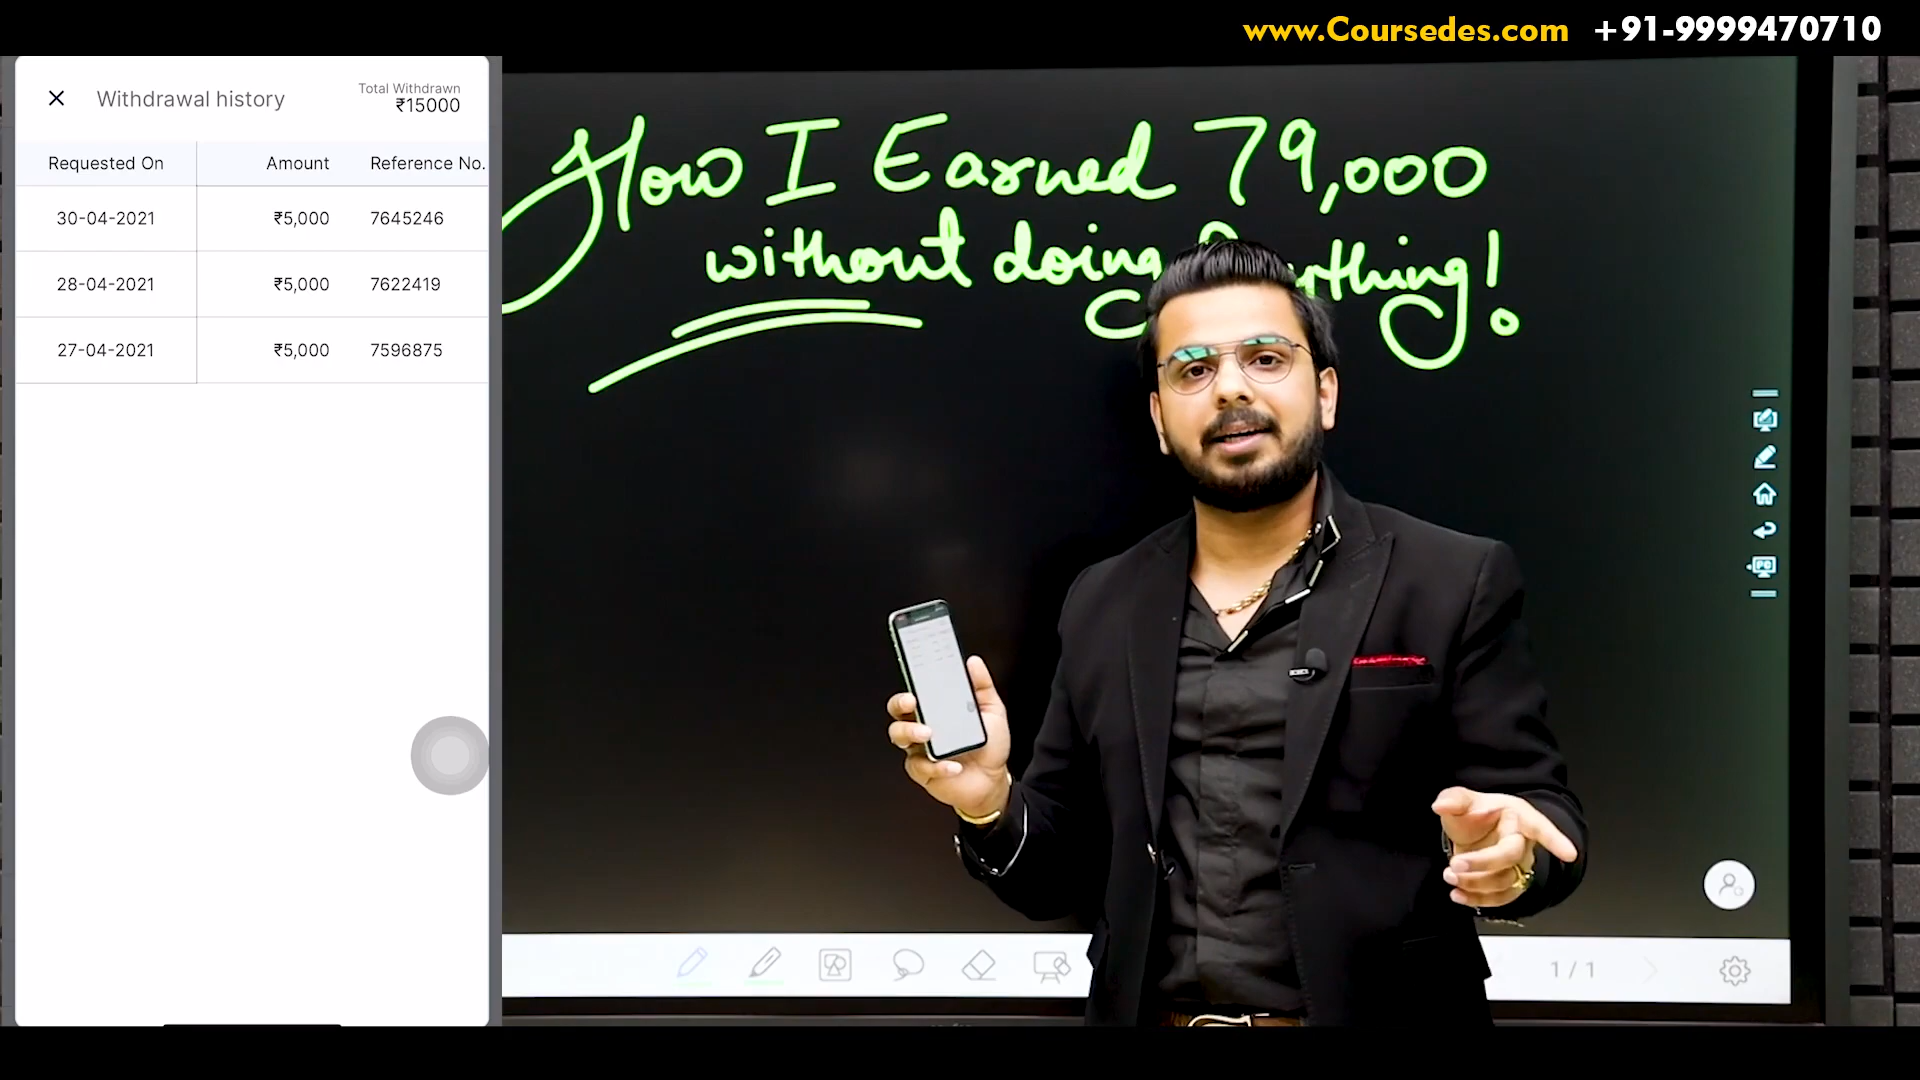 www.Coursedes.com +91-9999470710
Withdrawal history
Total Withdrawn
₹15000
Requested On Amount Reference No.
30-04-2021 ₹5,000 7645246
28-04-2021 ₹5,000 7622419
27-04-2021 ₹5,000 7596875
How I Earned 79,000
without doing !
1/1